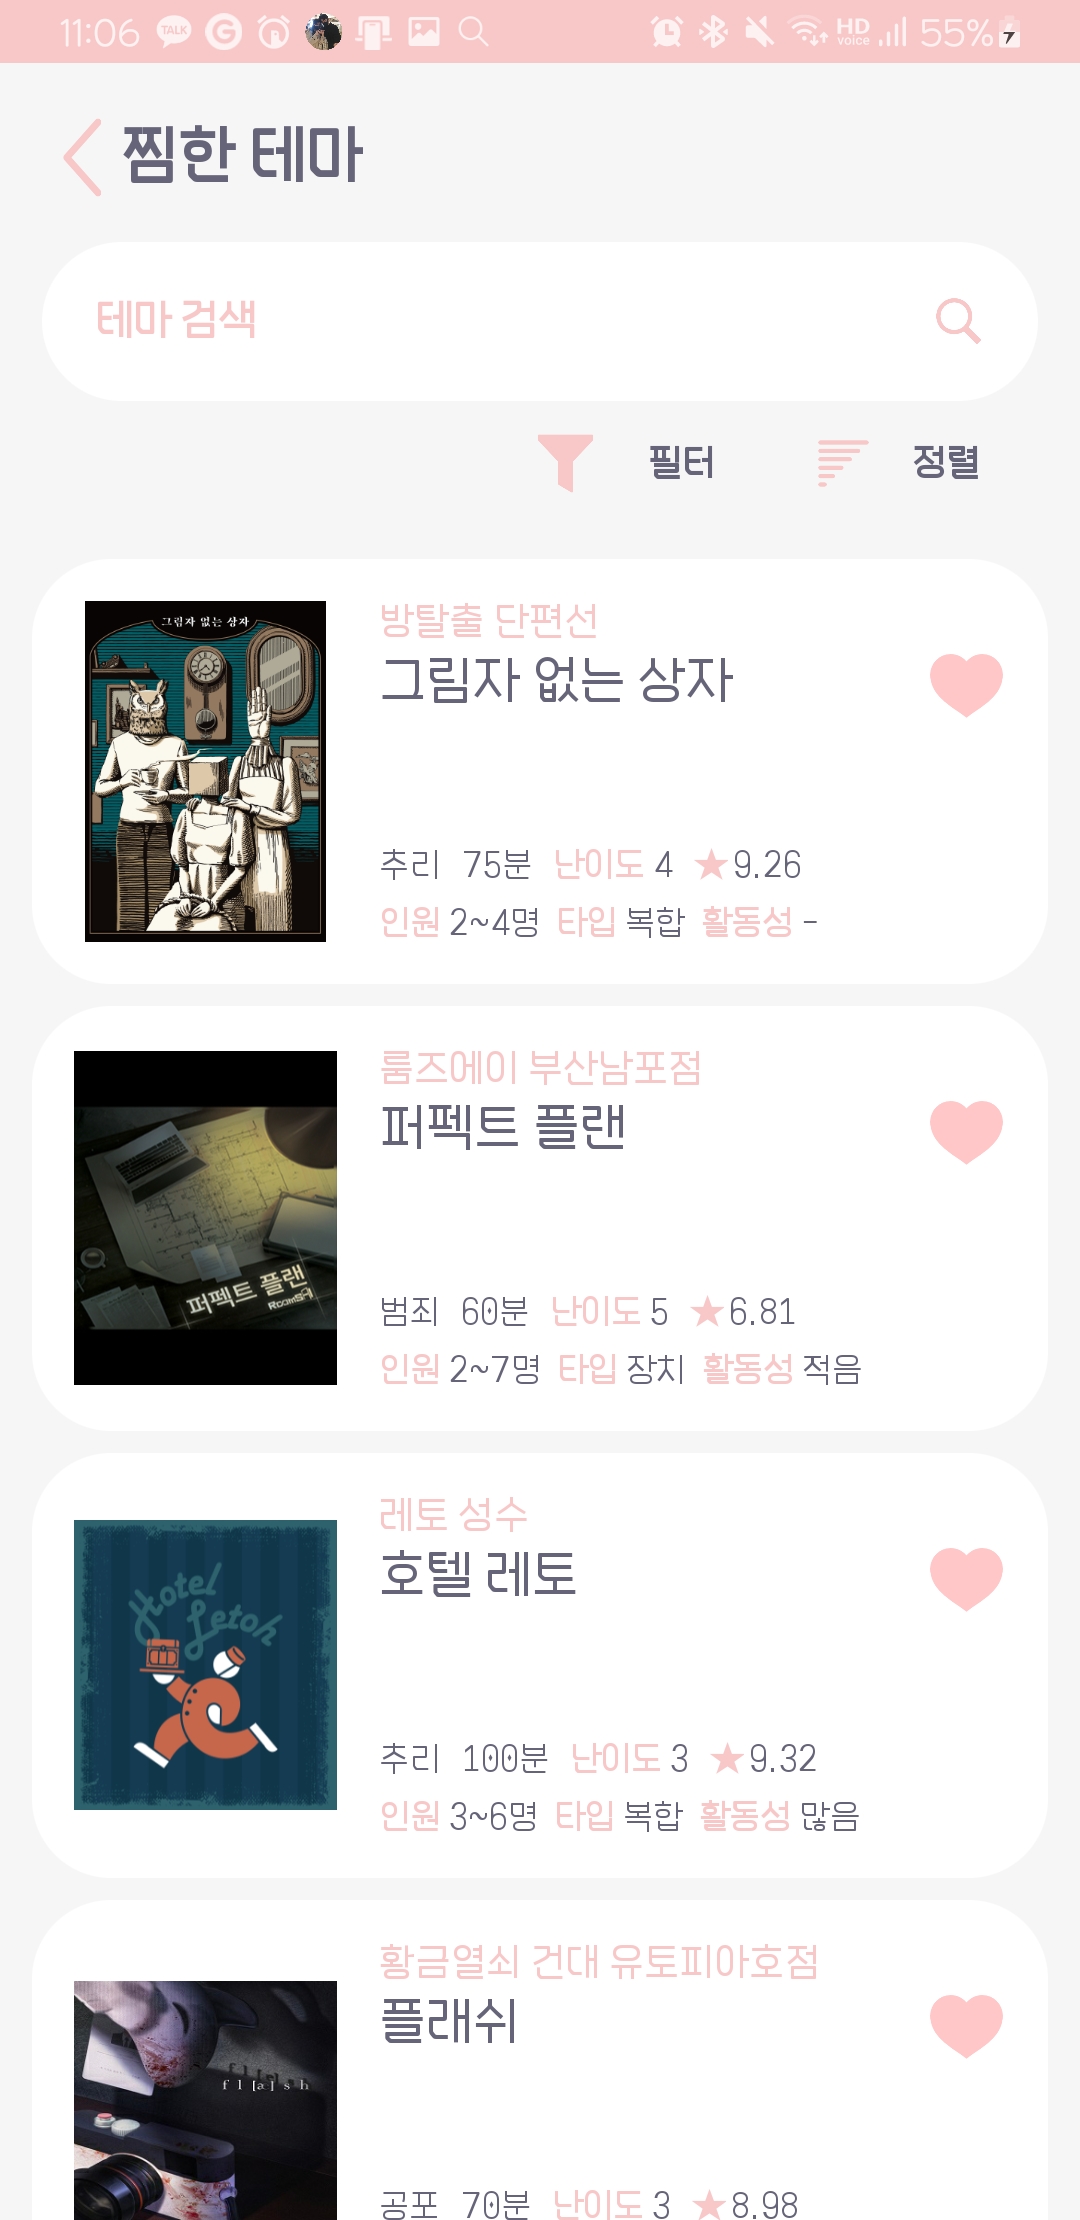 11:06 TALK G HD voice 55%
찜한 테마
테마 검색
필터 정렬
그림자 없는 상자
방탈출 단편선
그림자 없는 상자
추리 75분 난이도 4 ★9.26
인원 2~4명 타입 복합 활동성 -
퍼펙트 플랜
RoomsA
룸즈에이 부산남포점
퍼펙트 플랜
범죄 60분 난이도 5 ★6.81
인원 2~7명 타입 장치 활동성 적음
Hotel
Letoh
레토 성수
호텔 레토
추리 100분 난이도 3 ★9.32
인원 3~6명 타입 복합 활동성 많음
fl[a]sh
황금열쇠 건대 유토피아호점
플래쉬
공포 70분 난이도 3 ★8.98